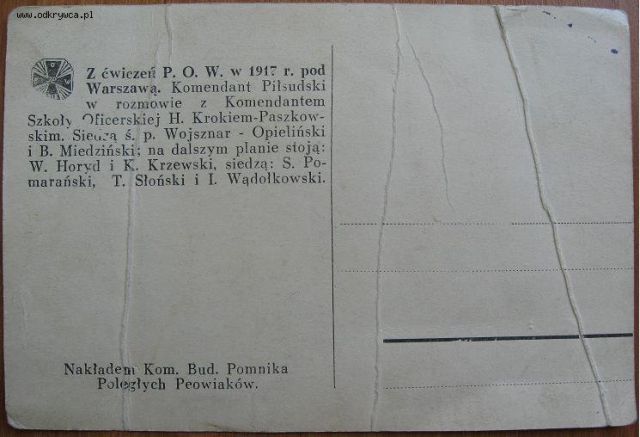 www.odkrywca.pl
Z ćwiczeń P. O. W. w 1917 r. pod
Warszawą. Komendant Piłsudski
w rozmowie z Komendantem
Szkoły Oficerskiej H. Krokiem-Paszkow-
skim. Siedzą ś. p. Wojsznar - Opieliński
i B. Miedziński; na dalszym planie stoją:
W. Horyd i K. Krzewski, siedzą: S. Po-
marański, T. Słoński i I. Wądołkowski.
Nakładem Kom. Bud. Pomnika
Poległych Peowiaków.